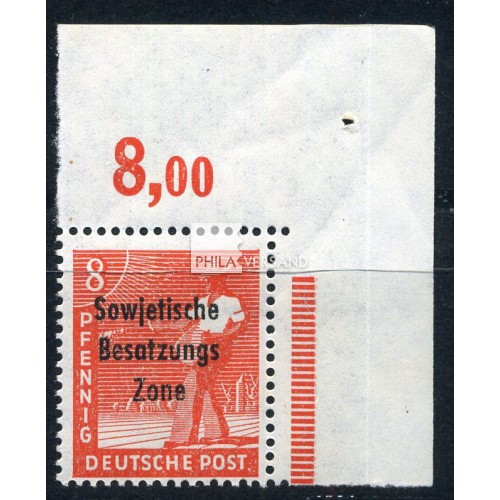 8,00
PHILA VERSAND
8
PFENNIG
Sowjetische
Besatzungs
Zone
DEUTSCHE POST